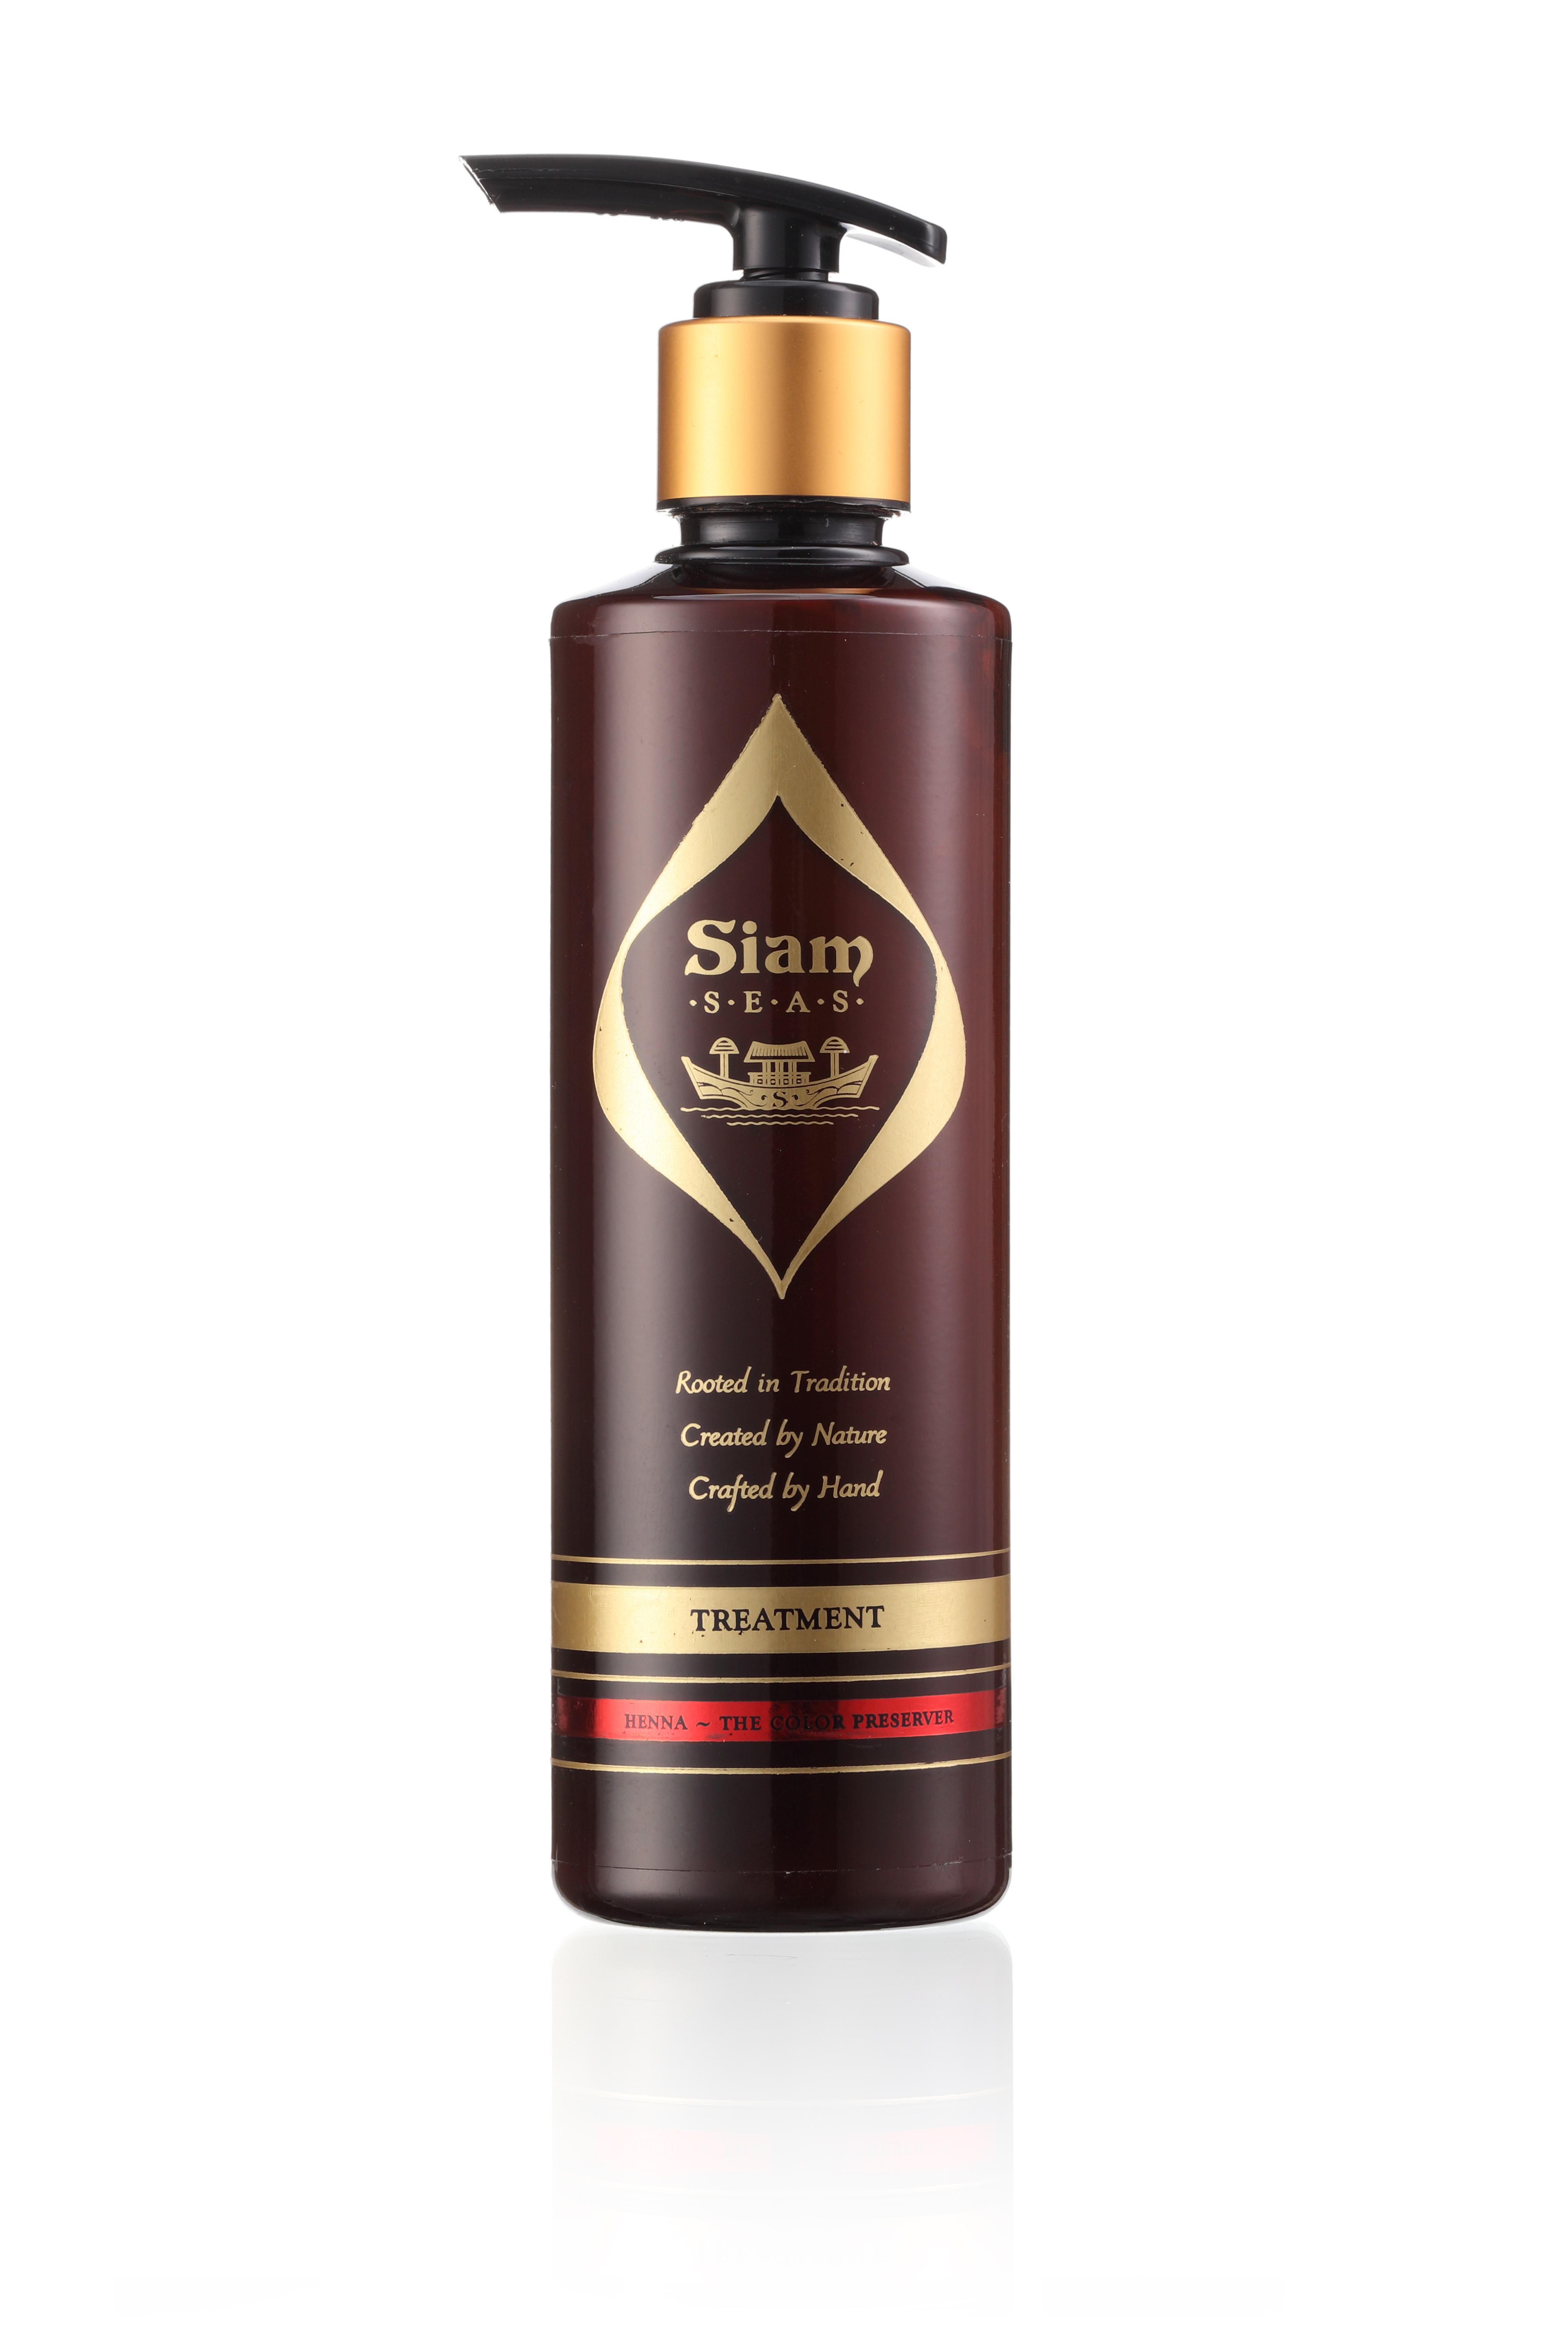 Siam
·S·E·A·S·
S
Rooted in Tradition
Created by Nature
Crafted by Hand
TREATMENT
HENNA ~ THE COLOR PRESERVER